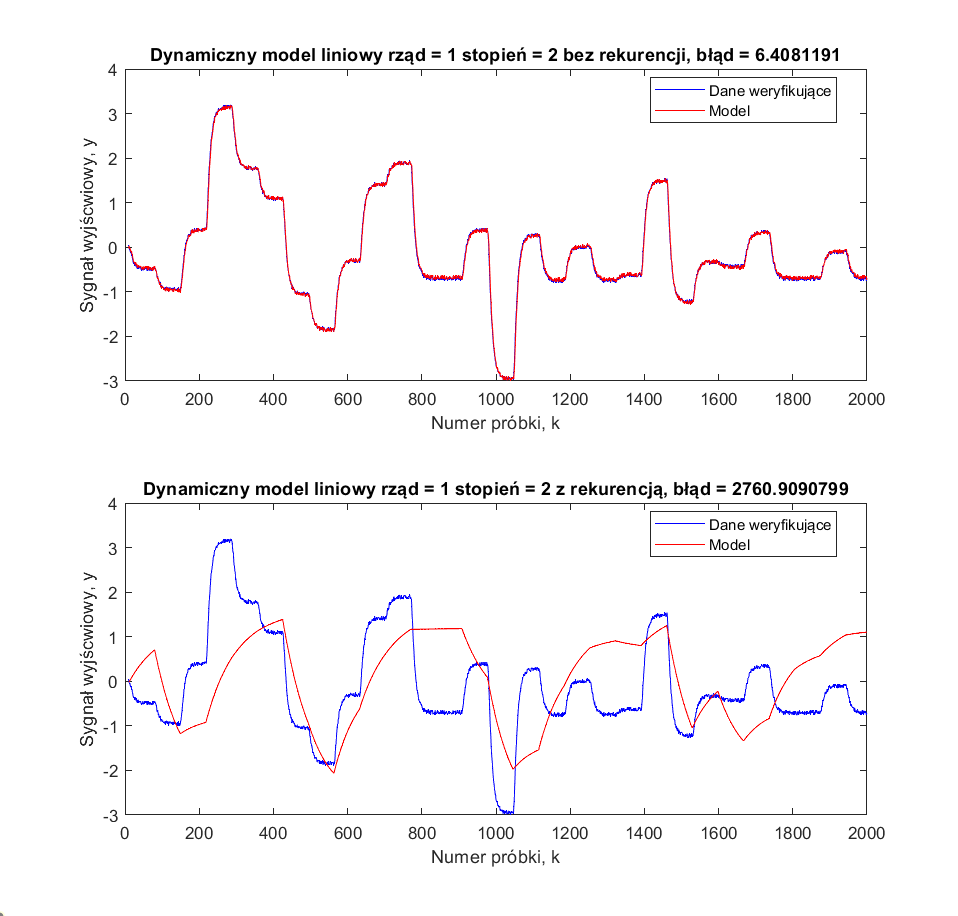 Dynamiczny model liniowy rząd = 1 stopień = 2 bez rekurencji, błąd = 6.4081191
4
3
2
1
0
-1
-2
-3
Sygnał wyjścwiowy, y
Dane weryfikujące
Model
0 200 400 600 800 1000 1200 1400 1600 1800 2000
Numer próbki, k
Dynamiczny model liniowy rząd = 1 stopień = 2 z rekurencją, błąd = 2760.9090799
4
3
2
1
0
-1
-2
-3
Sygnał wyjścwiowy, y
Dane weryfikujące
Model
0 200 400 600 800 1000 1200 1400 1600 1800 2000
Numer próbki, k